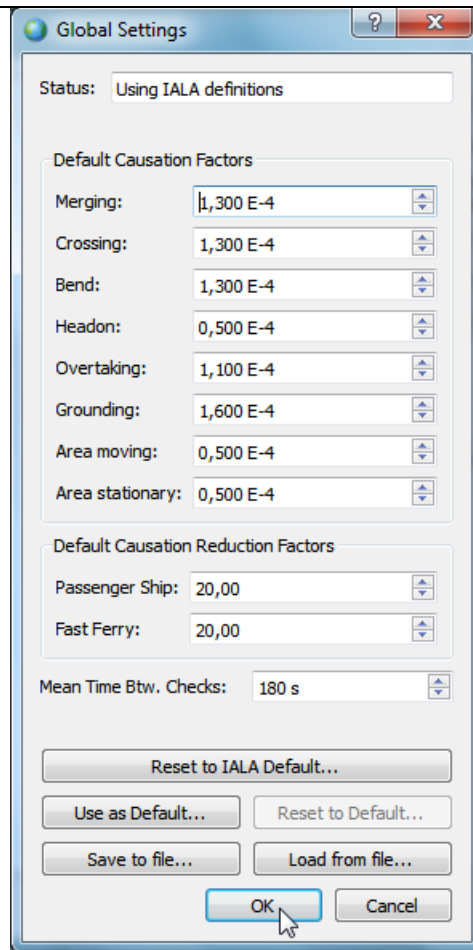 Global Settings
Status: Using IALA definitions
Default Causation Factors
Merging: 1,300 E-4
Crossing: 1,300 E-4
Bend: 1,300 E-4
Headon: 0,500 E-4
Overtaking: 1,100 E-4
Grounding: 1,600 E-4
Area moving: 0,500 E-4
Area stationary: 0,500 E-4
Default Causation Reduction Factors
Passenger Ship: 20,00
Fast Ferry: 20,00
Mean Time Btw. Checks: 180 s
Reset to IALA Default...
Use as Default... Reset to Default...
Save to file... Load from file...
OK Cancel